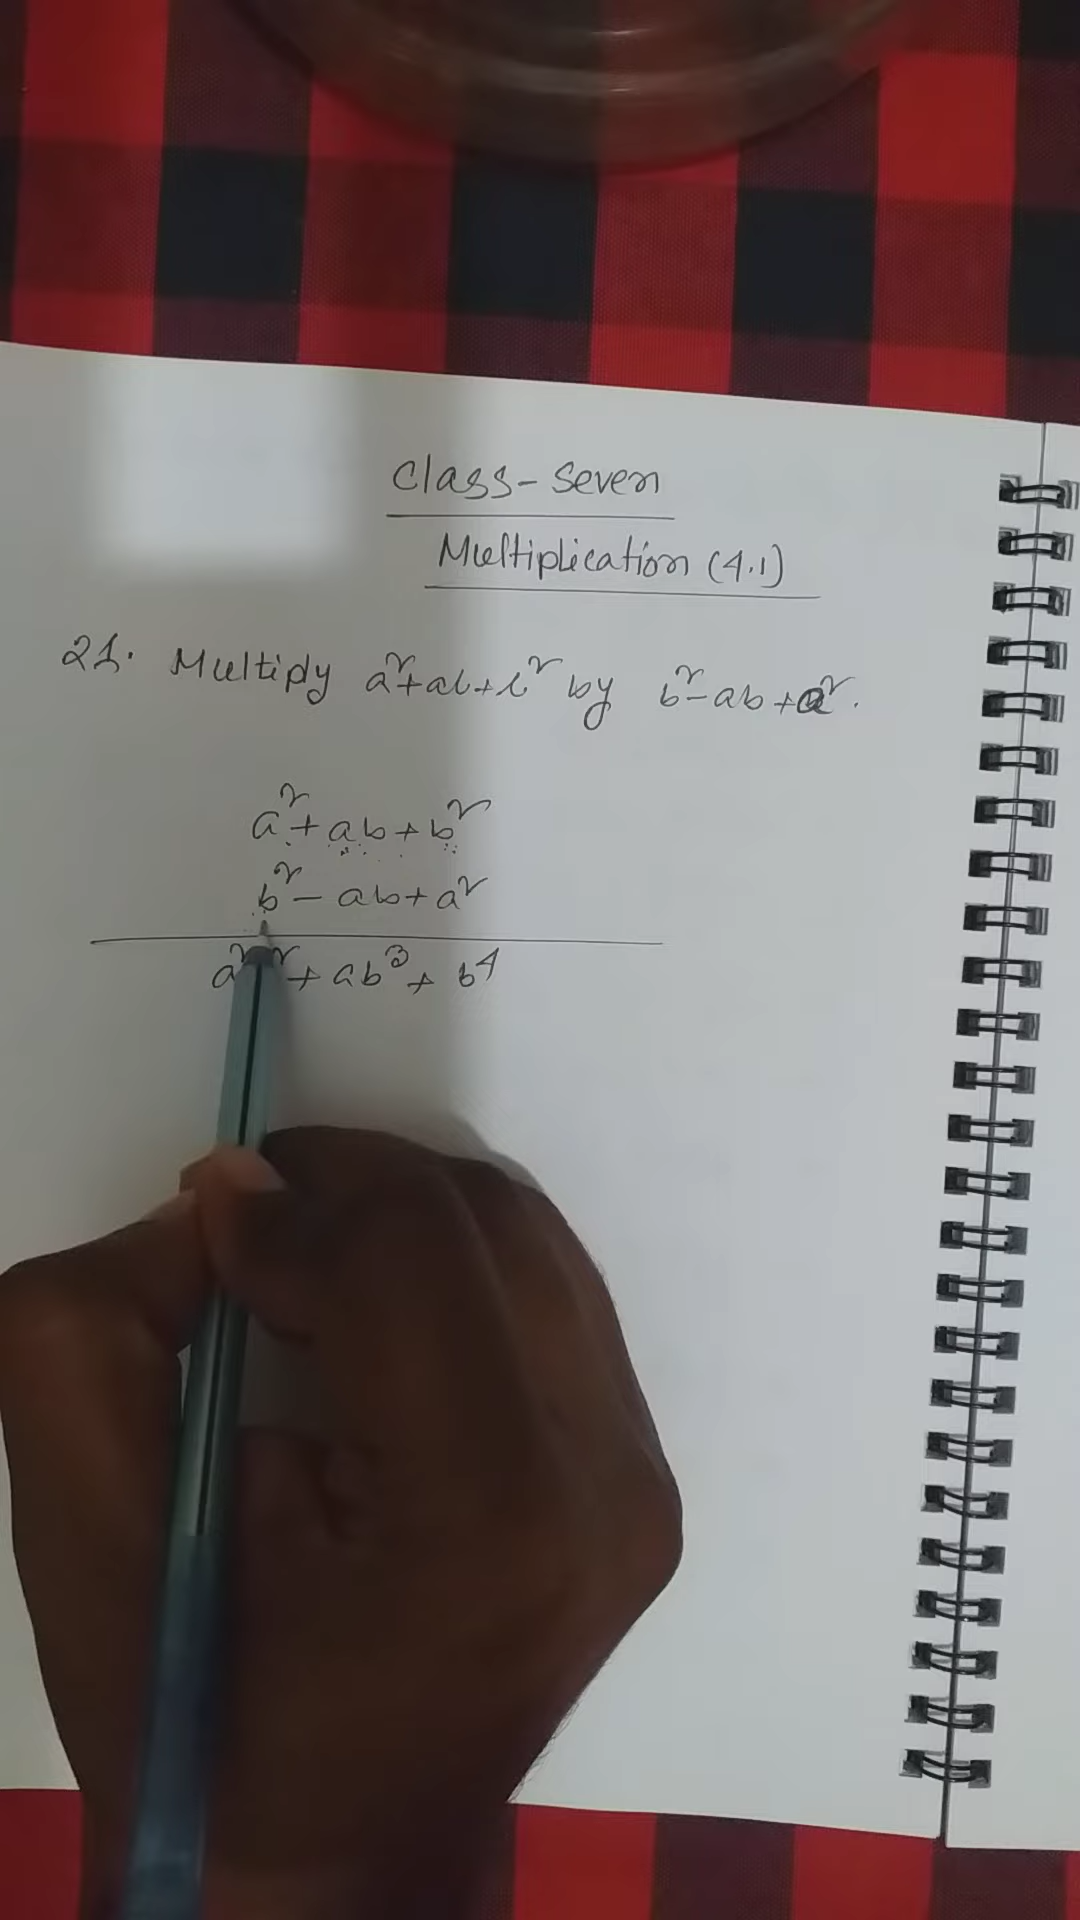 Class-Seven
Multiplication (4.1)
21. Multiply a²+ab+b² by b²-ab+a².
a²+ab+b²
b²-ab+a²
a²b²+ab³+b⁴